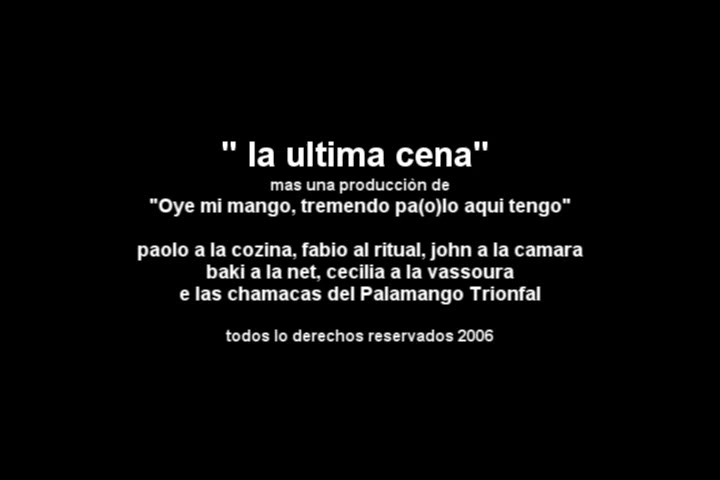 " la ultima cena"
mas una producciòn de
"Oye mi mango, tremendo pa(o)lo aqui tengo"
paolo a la cozina, fabio al ritual, john a la camara
baki a la net, cecilia a la vassoura
e las chamacas del Palamango Trionfal
todos lo derechos reservados 2006